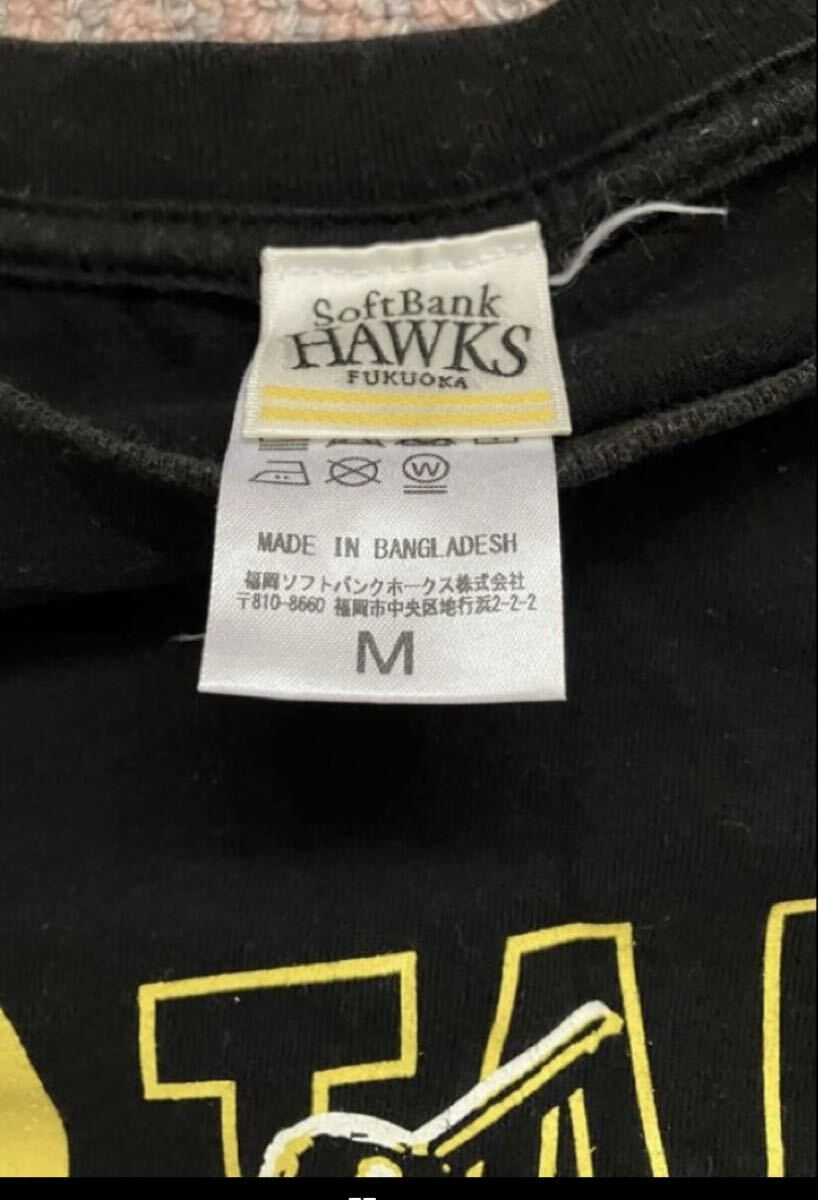 SoftBank
HAWKS
FUKUOKA
W
MADE IN BANGLADESH
福岡ソフトバンクホークス株式会社
〒810-8660 福岡市中央区地行浜2-2-2
M